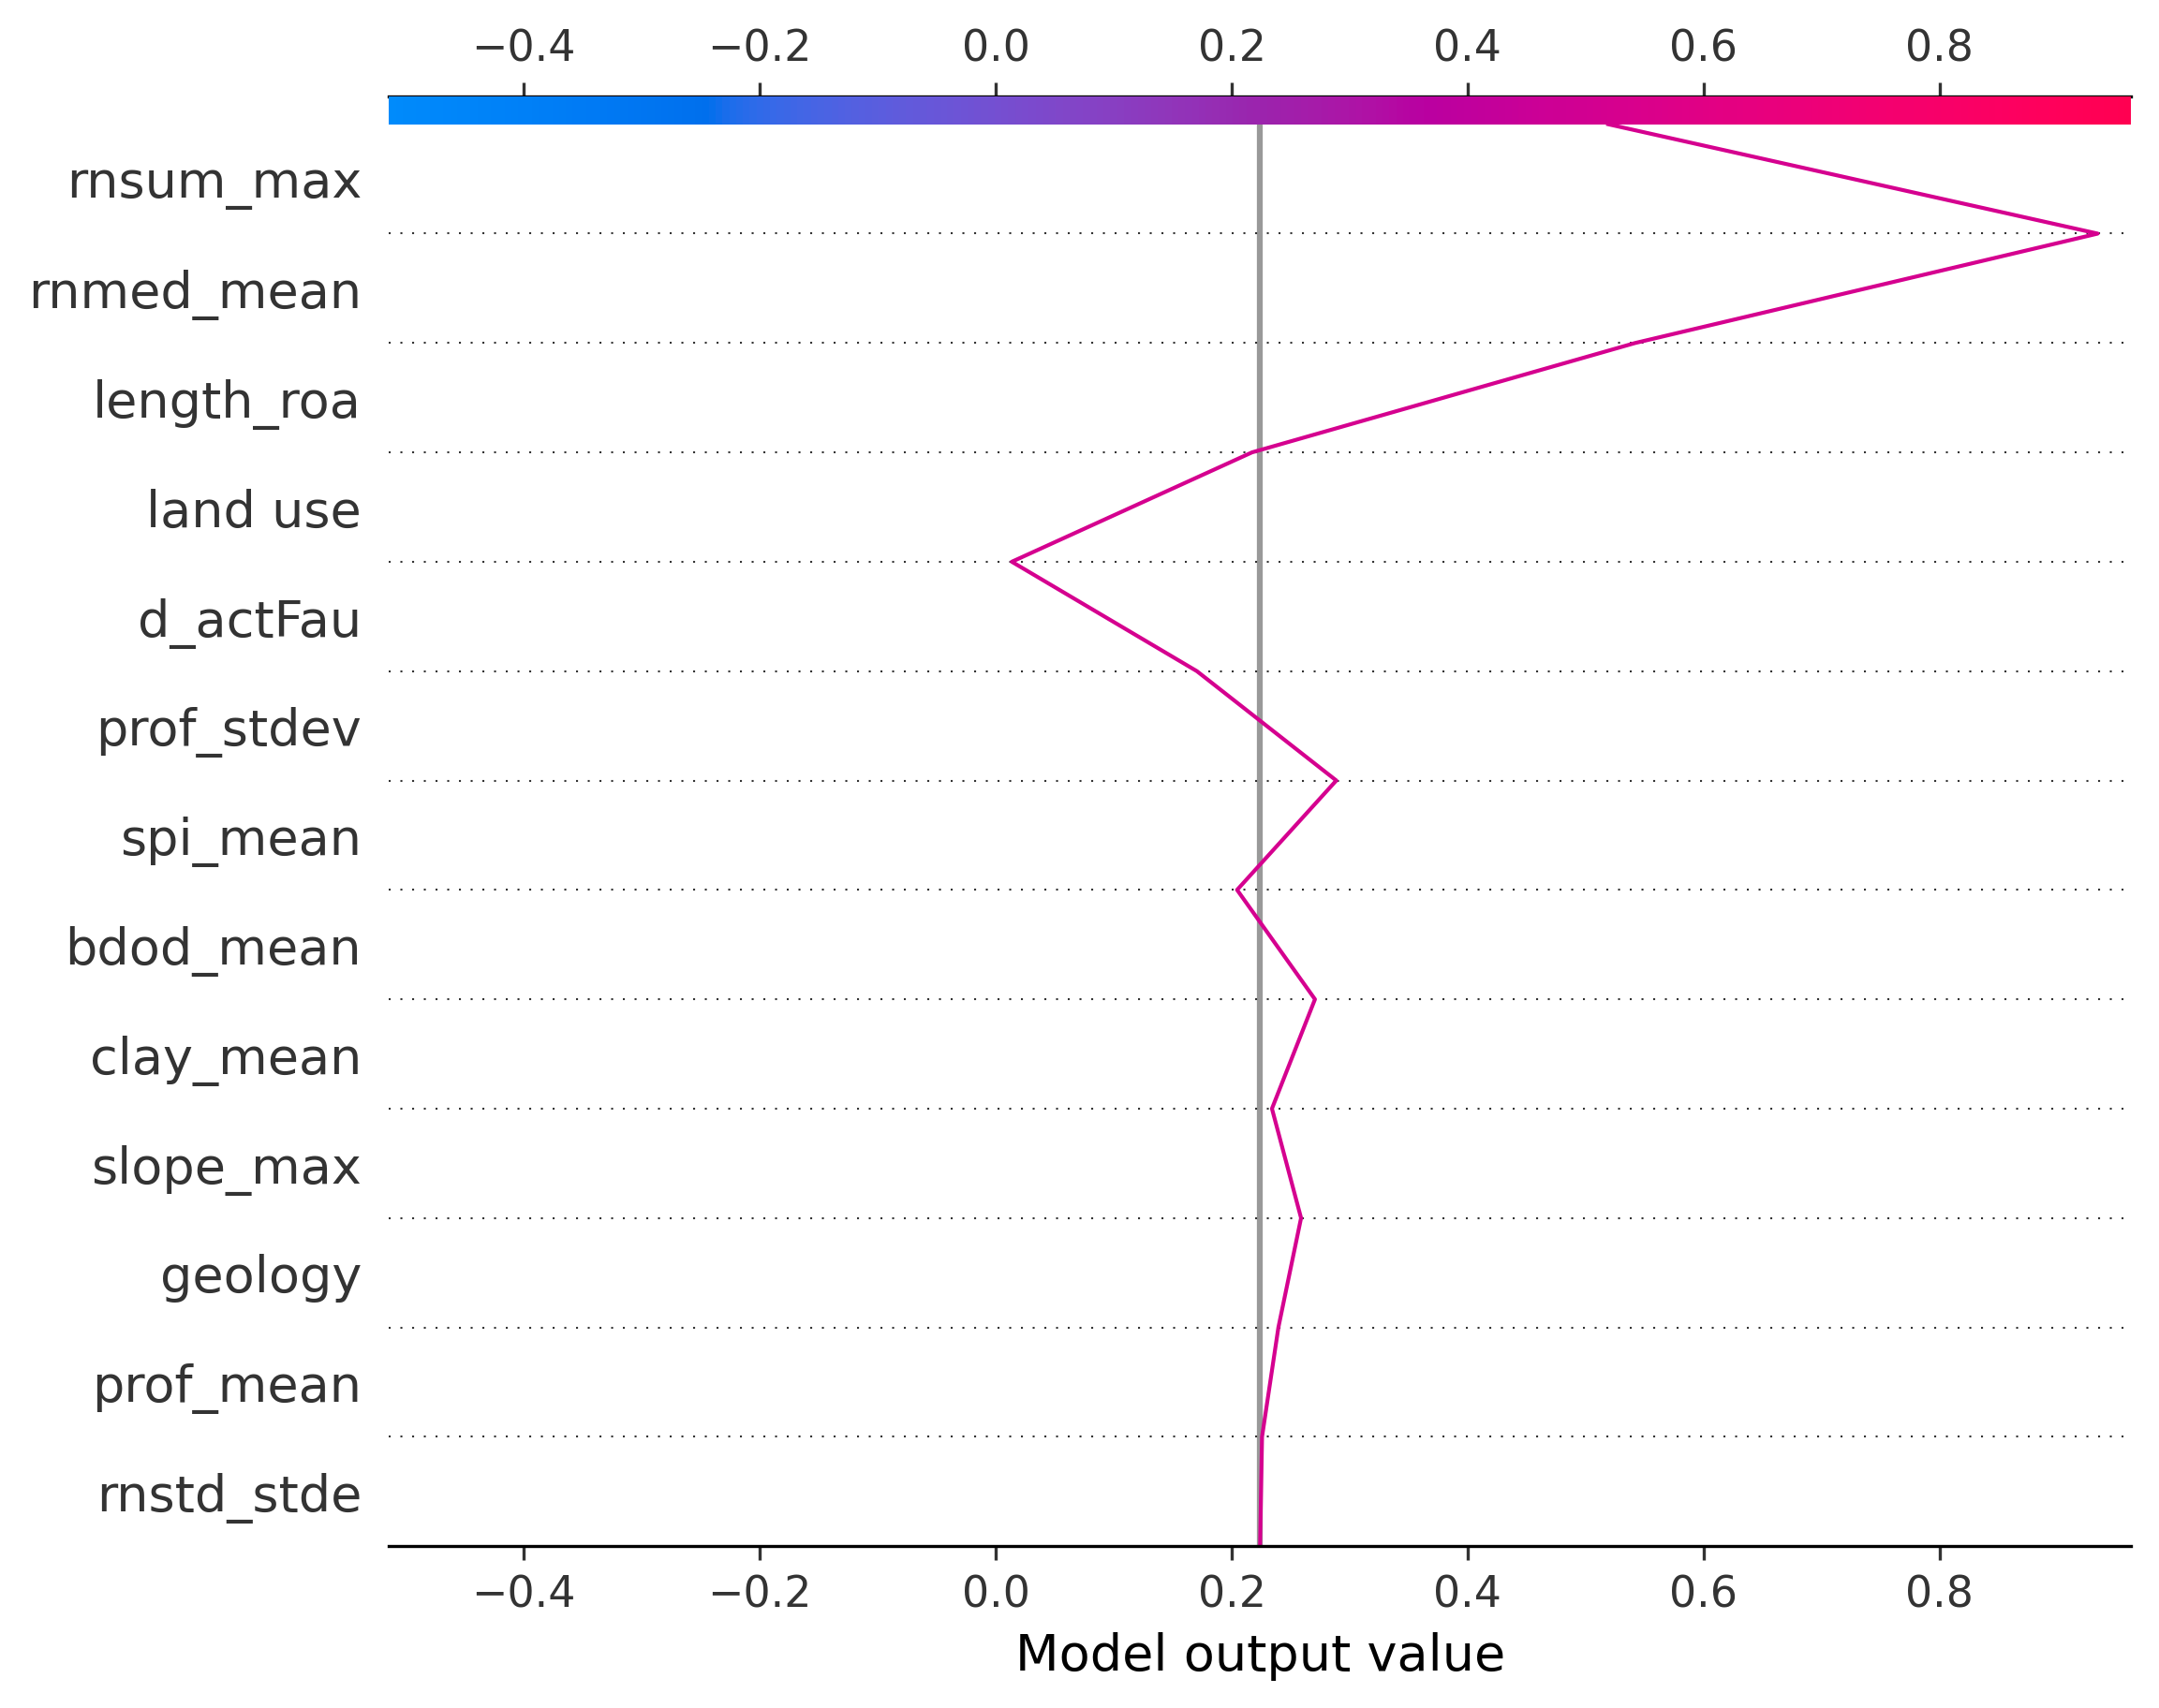 −0.4 −0.2 0.0 0.2 0.4 0.6 0.8
rnsum_max
rnmed_mean
length_roa
land use
d_actFau
prof_stdev
spi_mean
bdod_mean
clay_mean
slope_max
geology
prof_mean
rnstd_stde
−0.4 −0.2 0.0 0.2 0.4 0.6 0.8
Model output value